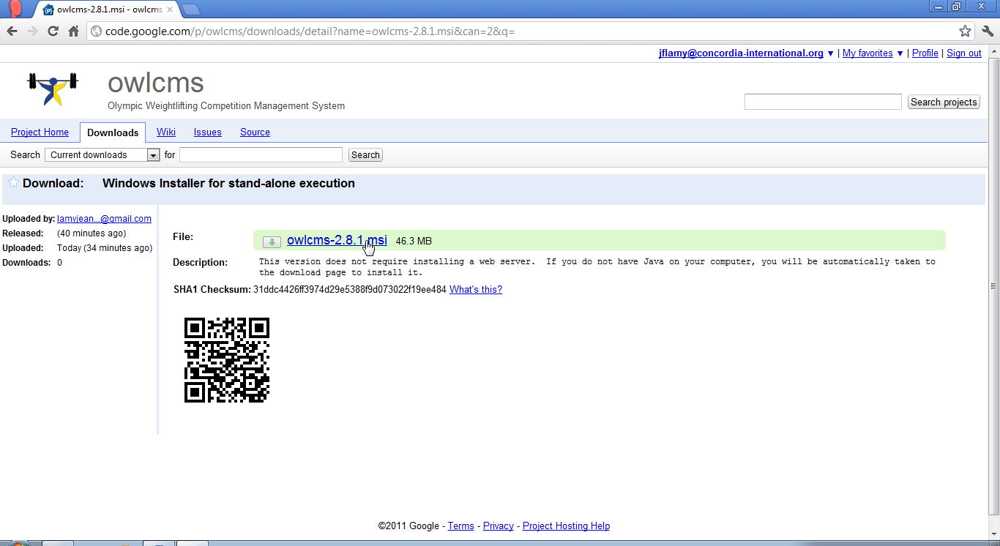 owlcms-2.8.1.msi - owlcms
code.google.com/p/owlcms/downloads/detail?name=owlcms-2.8.1.msi&can=2&q=
jflamy@concordia-international.org ▼ | My favorites ▼ | Profile | Sign out
owlcms
Olympic Weightlifting Competition Management System
Search projects
Project Home Downloads Wiki Issues Source
Search Current downloads for Search
Download: Windows Installer for stand-alone execution
Uploaded by: lamyjean...@gmail.com
Released: (40 minutes ago)
Uploaded: Today (34 minutes ago)
Downloads: 0
File: owlcms-2.8.1.msi 46.3 MB
Description: This version does not require installing a web server. If you do not have Java on your computer, you will be automatically taken to
the download page to install it.
SHA1 Checksum: 31ddc4426ff3974d29e5388f9d073022f19ee484 What's this?
©2011 Google - Terms - Privacy - Project Hosting Help